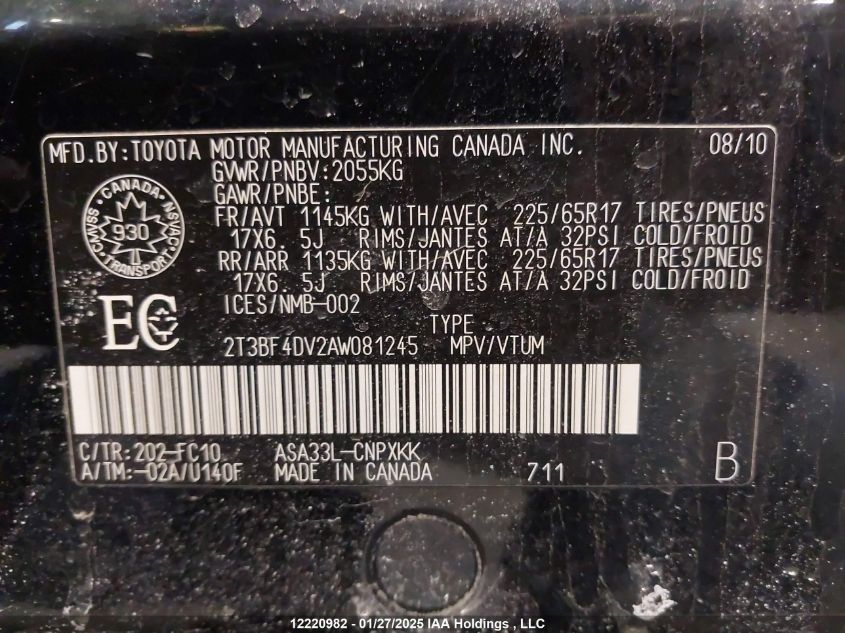 MFD.BY:TOYOTA MOTOR MANUFACTURING CANADA INC. 08/10
GVWR/PNBV:2055KG
GAWR/PNBE:
FR/AVT 1145KG WITH/AVEC 225/65R17 TIRES/PNEUS
17X6. 5J RIMS/JANTES AT/A 32PSI COLD/FROID
RR/ARR 1135KG WITH/AVEC 225/65R17 TIRES/PNEUS
17X6. 5J RIMS/JANTES AT/A 32PSI COLD/FROID
ICES/NMB-002
CANADA
CMVSS 930 NSVAC
TRANSPORT
EC
TYPE
2T3BF4DV2AW081245 MPV/VTUM
C/TR:202-FC10 ASA33L-CNPXKK
A/TM:-02A/U140F MADE IN CANADA 711 B
12220982 - 01/27/2025 IAA Holdings , LLC